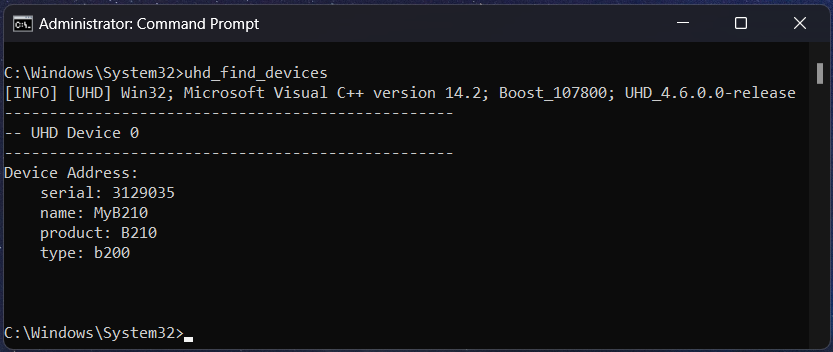 Administrator: Command Prompt
C:\Windows\System32>uhd_find_devices
[INFO] [UHD] Win32; Microsoft Visual C++ version 14.2; Boost_107800; UHD_4.6.0.0-release
--------------------------------------------------
-- UHD Device 0
--------------------------------------------------
Device Address:
    serial: 3129035
    name: MyB210
    product: B210
    type: b200
C:\Windows\System32>